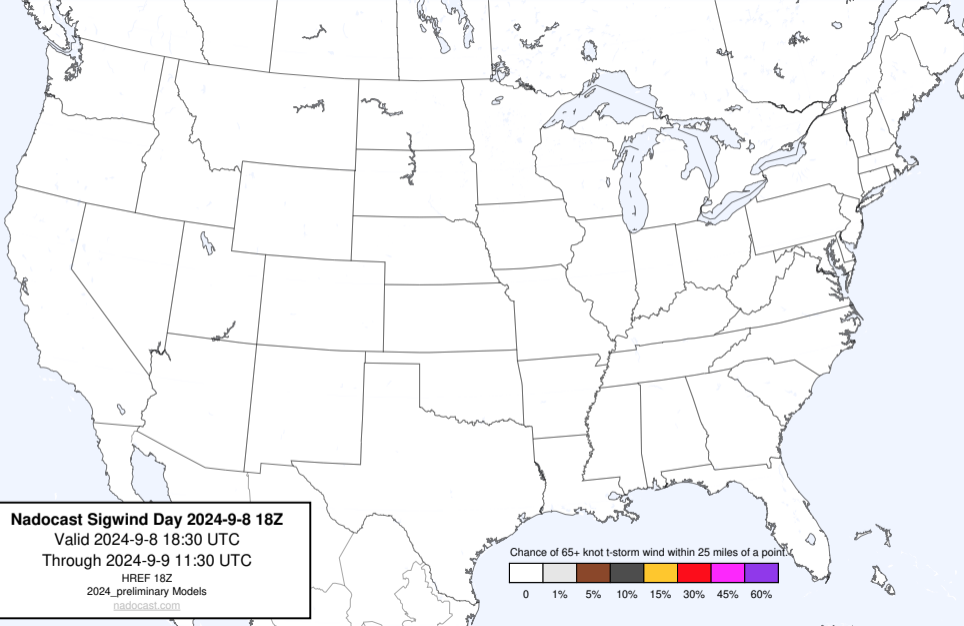 Nadocast Sigwind Day 2024-9-8 18Z
Valid 2024-9-8 18:30 UTC
Through 2024-9-9 11:30 UTC
HREF 18Z
2024_preliminary Models
nadocast.com
Chance of 65+ knot t-storm wind within 25 miles of a point.
0 1% 5% 10% 15% 30% 45% 60%